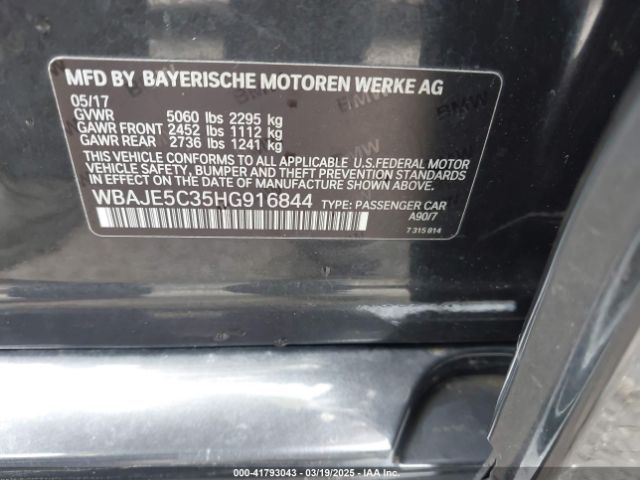 MFD BY BAYERISCHE MOTOREN WERKE AG
05/17
GVWR 5060 lbs 2295 kg
GAWR FRONT 2452 lbs 1112 kg
GAWR REAR 2736 lbs 1241 kg
THIS VEHICLE CONFORMS TO ALL APPLICABLE U.S.FEDERAL MOTOR
VEHICLE SAFETY, BUMPER AND THEFT PREVENTION STANDARDS
IN EFFECT ON THE DATE OF MANUFACTURE SHOWN ABOVE.
WBAJE5C35HG916844 TYPE: PASSENGER CAR
A90/7
7 315 814
000-41793043 / 03/19/2025 / IAA Inc.